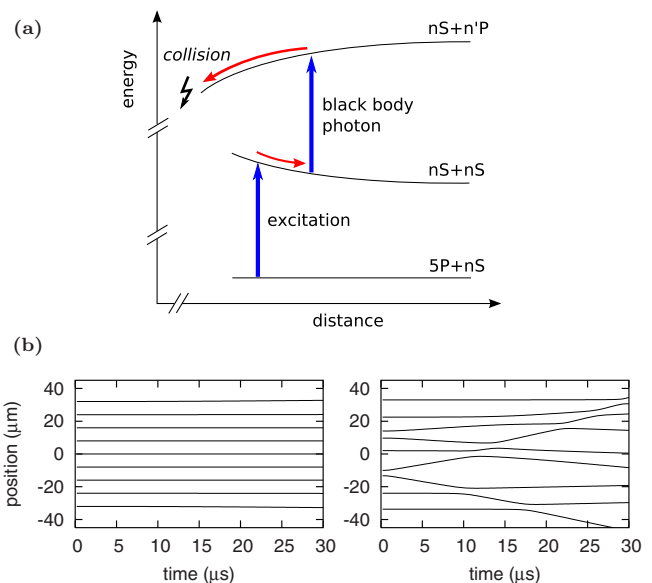 (a)
nS+n'P
collision
energy
black body
photon
nS+nS
excitation
5P+nS
distance
(b)
position (μm)
40
20
0
-20
-40
0 5 10 15 20 25 30
time (μs)
40
20
0
-20
-40
0 5 10 15 20 25 30
time (μs)